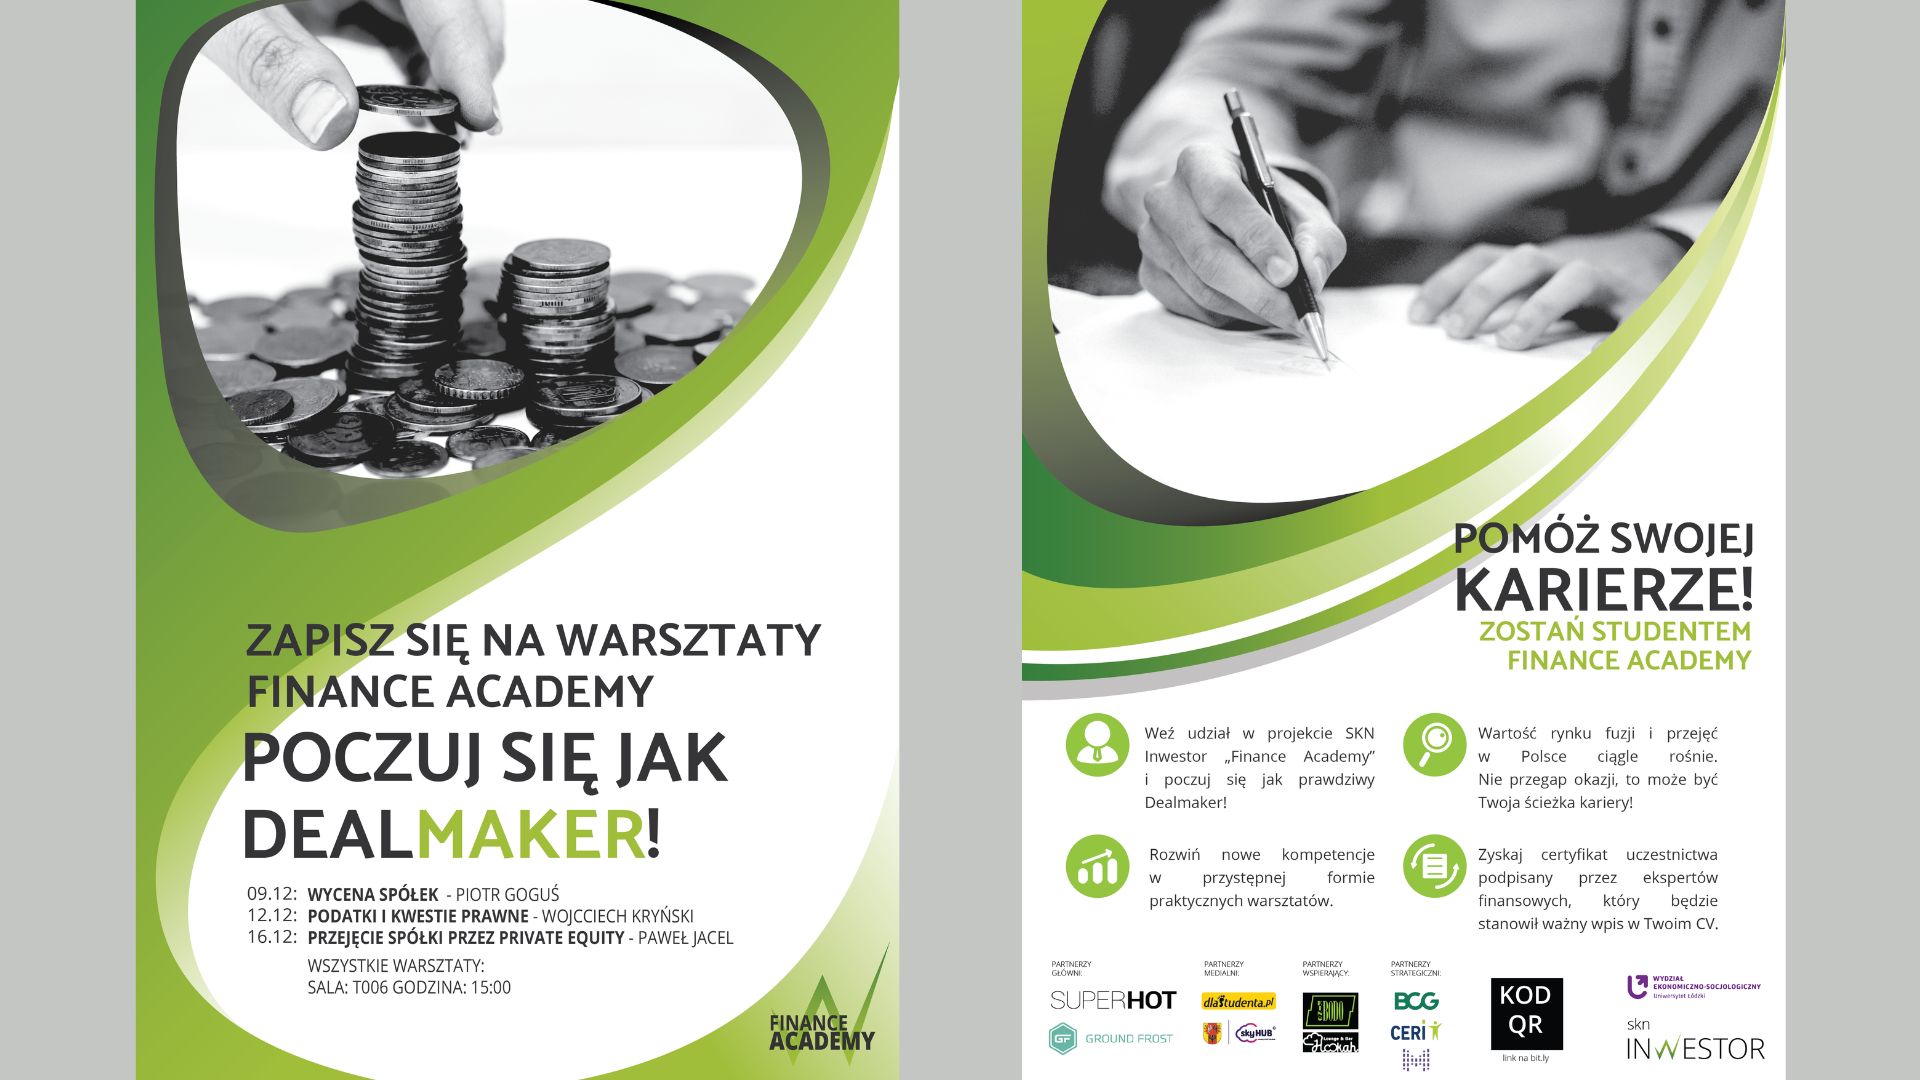 ZAPISZ SIĘ NA WARSZTATY
FINANCE ACADEMY
POCZUJ SIĘ JAK
DEALMAKER!
09.12: WYCENA SPÓŁEK - PIOTR GOGUŚ
12.12: PODATKI I KWESTIE PRAWNE - WOJCCIECH KRYŃSKI
16.12: PRZEJĘCIE SPÓŁKI PRZEZ PRIVATE EQUITY - PAWEŁ JACEL
WSZYSTKIE WARSZTATY:
SALA: T006 GODZINA: 15:00
FINANCE
ACADEMY
POMÓŻ SWOJEJ
KARIERZE!
ZOSTAŃ STUDENTEM
FINANCE ACADEMY
Weź udział w projekcie SKN
Inwestor „Finance Academy”
i poczuj się jak prawdziwy
Dealmaker!
Wartość rynku fuzji i przejęć
w Polsce ciągle rośnie.
Nie przegap okazji, to może być
Twoja ścieżka kariery!
Rozwiń nowe kompetencje
w przystępnej formie
praktycznych warsztatów.
Zyskaj certyfikat uczestnictwa
podpisany przez ekspertów
finansowych, który będzie
stanowił ważny wpis w Twoim CV.
PARTNERZY
GŁÓWNI:
SUPERHOT
GF GROUND FROST
PARTNERZY
MEDIALNI:
dlaStudenta.pl
skyHUB
PARTNERZY
WSPIERAJĄCY:
BODO
Lounge & Bar
Hookah
PARTNERZY
STRATEGICZNI:
BCG
CERI
KOD
QR
link na bit.ly
WYDZIAŁ
EKONOMICZNO-SOCJOLOGICZNY
Uniwersytet Łódzki
skn
INWESTOR